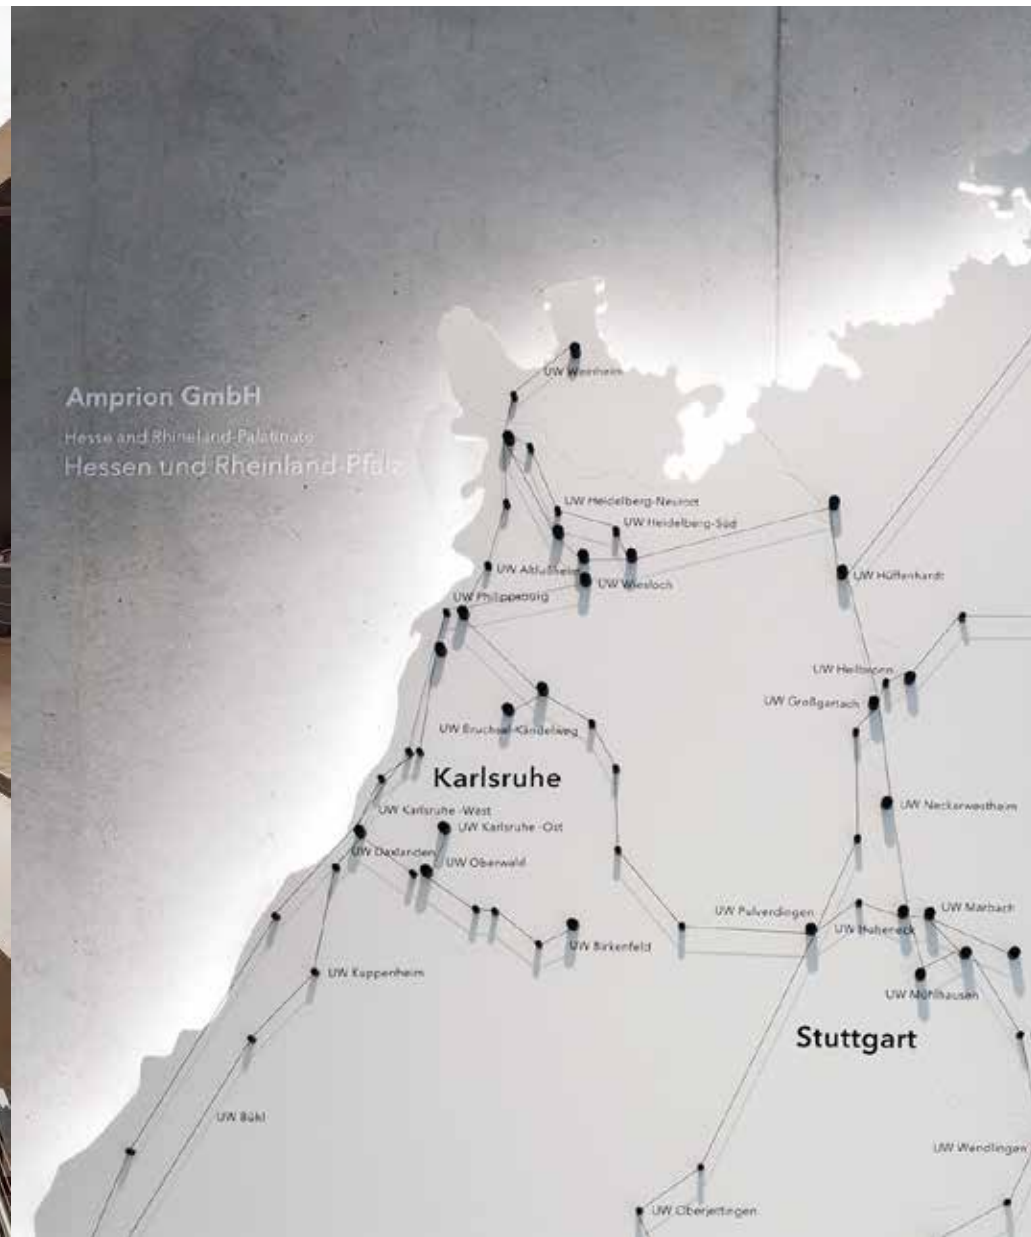 Amprion GmbH
Hesse and Rhineland-Palatinate
Hessen und Rheinland-Pfalz
UW Weinheim
UW Heidelberg-Neurott
UW Heidelberg-Süd
UW Altlußheim
UW Wiesloch
UW Hüffenhardt
UW Philippsburg
UW Heilbronn
UW Großgartach
UW Bruchsal-Kändelweg
Karlsruhe
UW Neckarwestheim
UW Karlsruhe -West
UW Karlsruhe -Ost
UW Daxlanden
UW Oberwald
UW Pulverdingen
UW Marbach
UW Hoheneck
UW Birkenfeld
UW Kuppenheim
UW Mühlhausen
Stuttgart
UW Bühl
UW Wendlingen
UW Oberjettingen